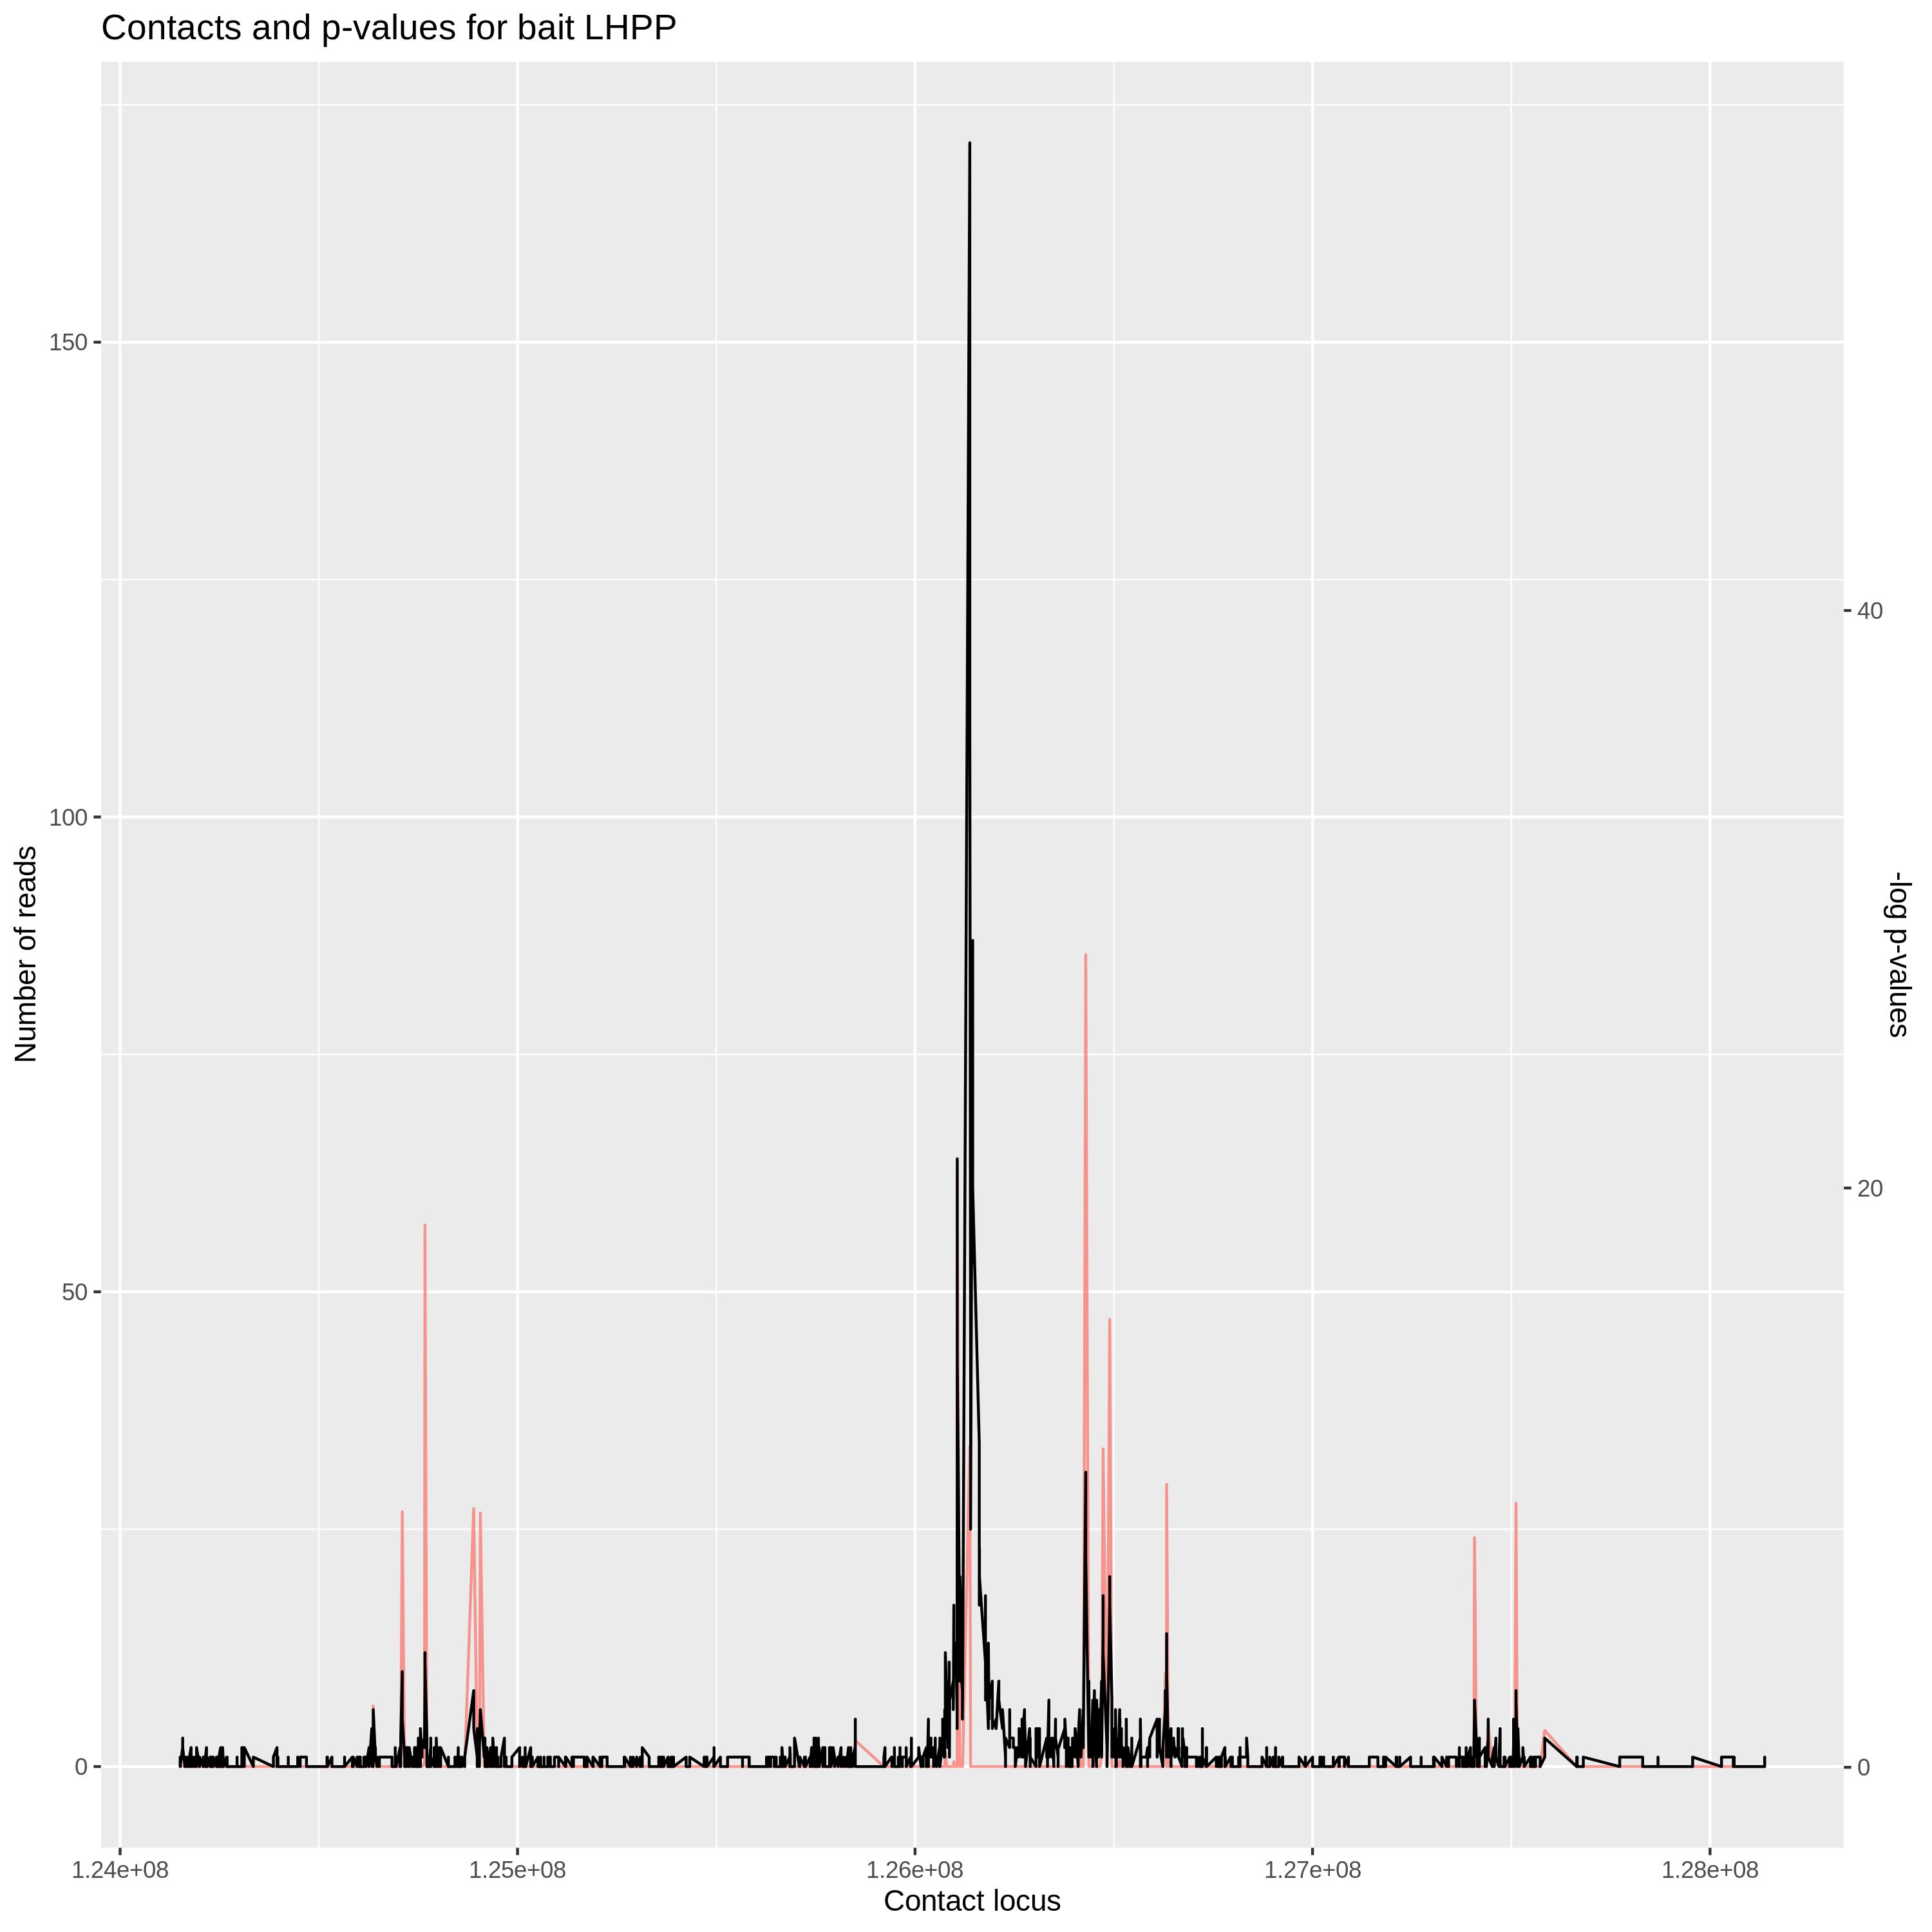 Contacts and p-values for bait LHPP
150
100
50
0
Number of reads
40
20
0
-log p-values
1.24e+08
1.25e+08
1.26e+08
1.27e+08
1.28e+08
Contact locus